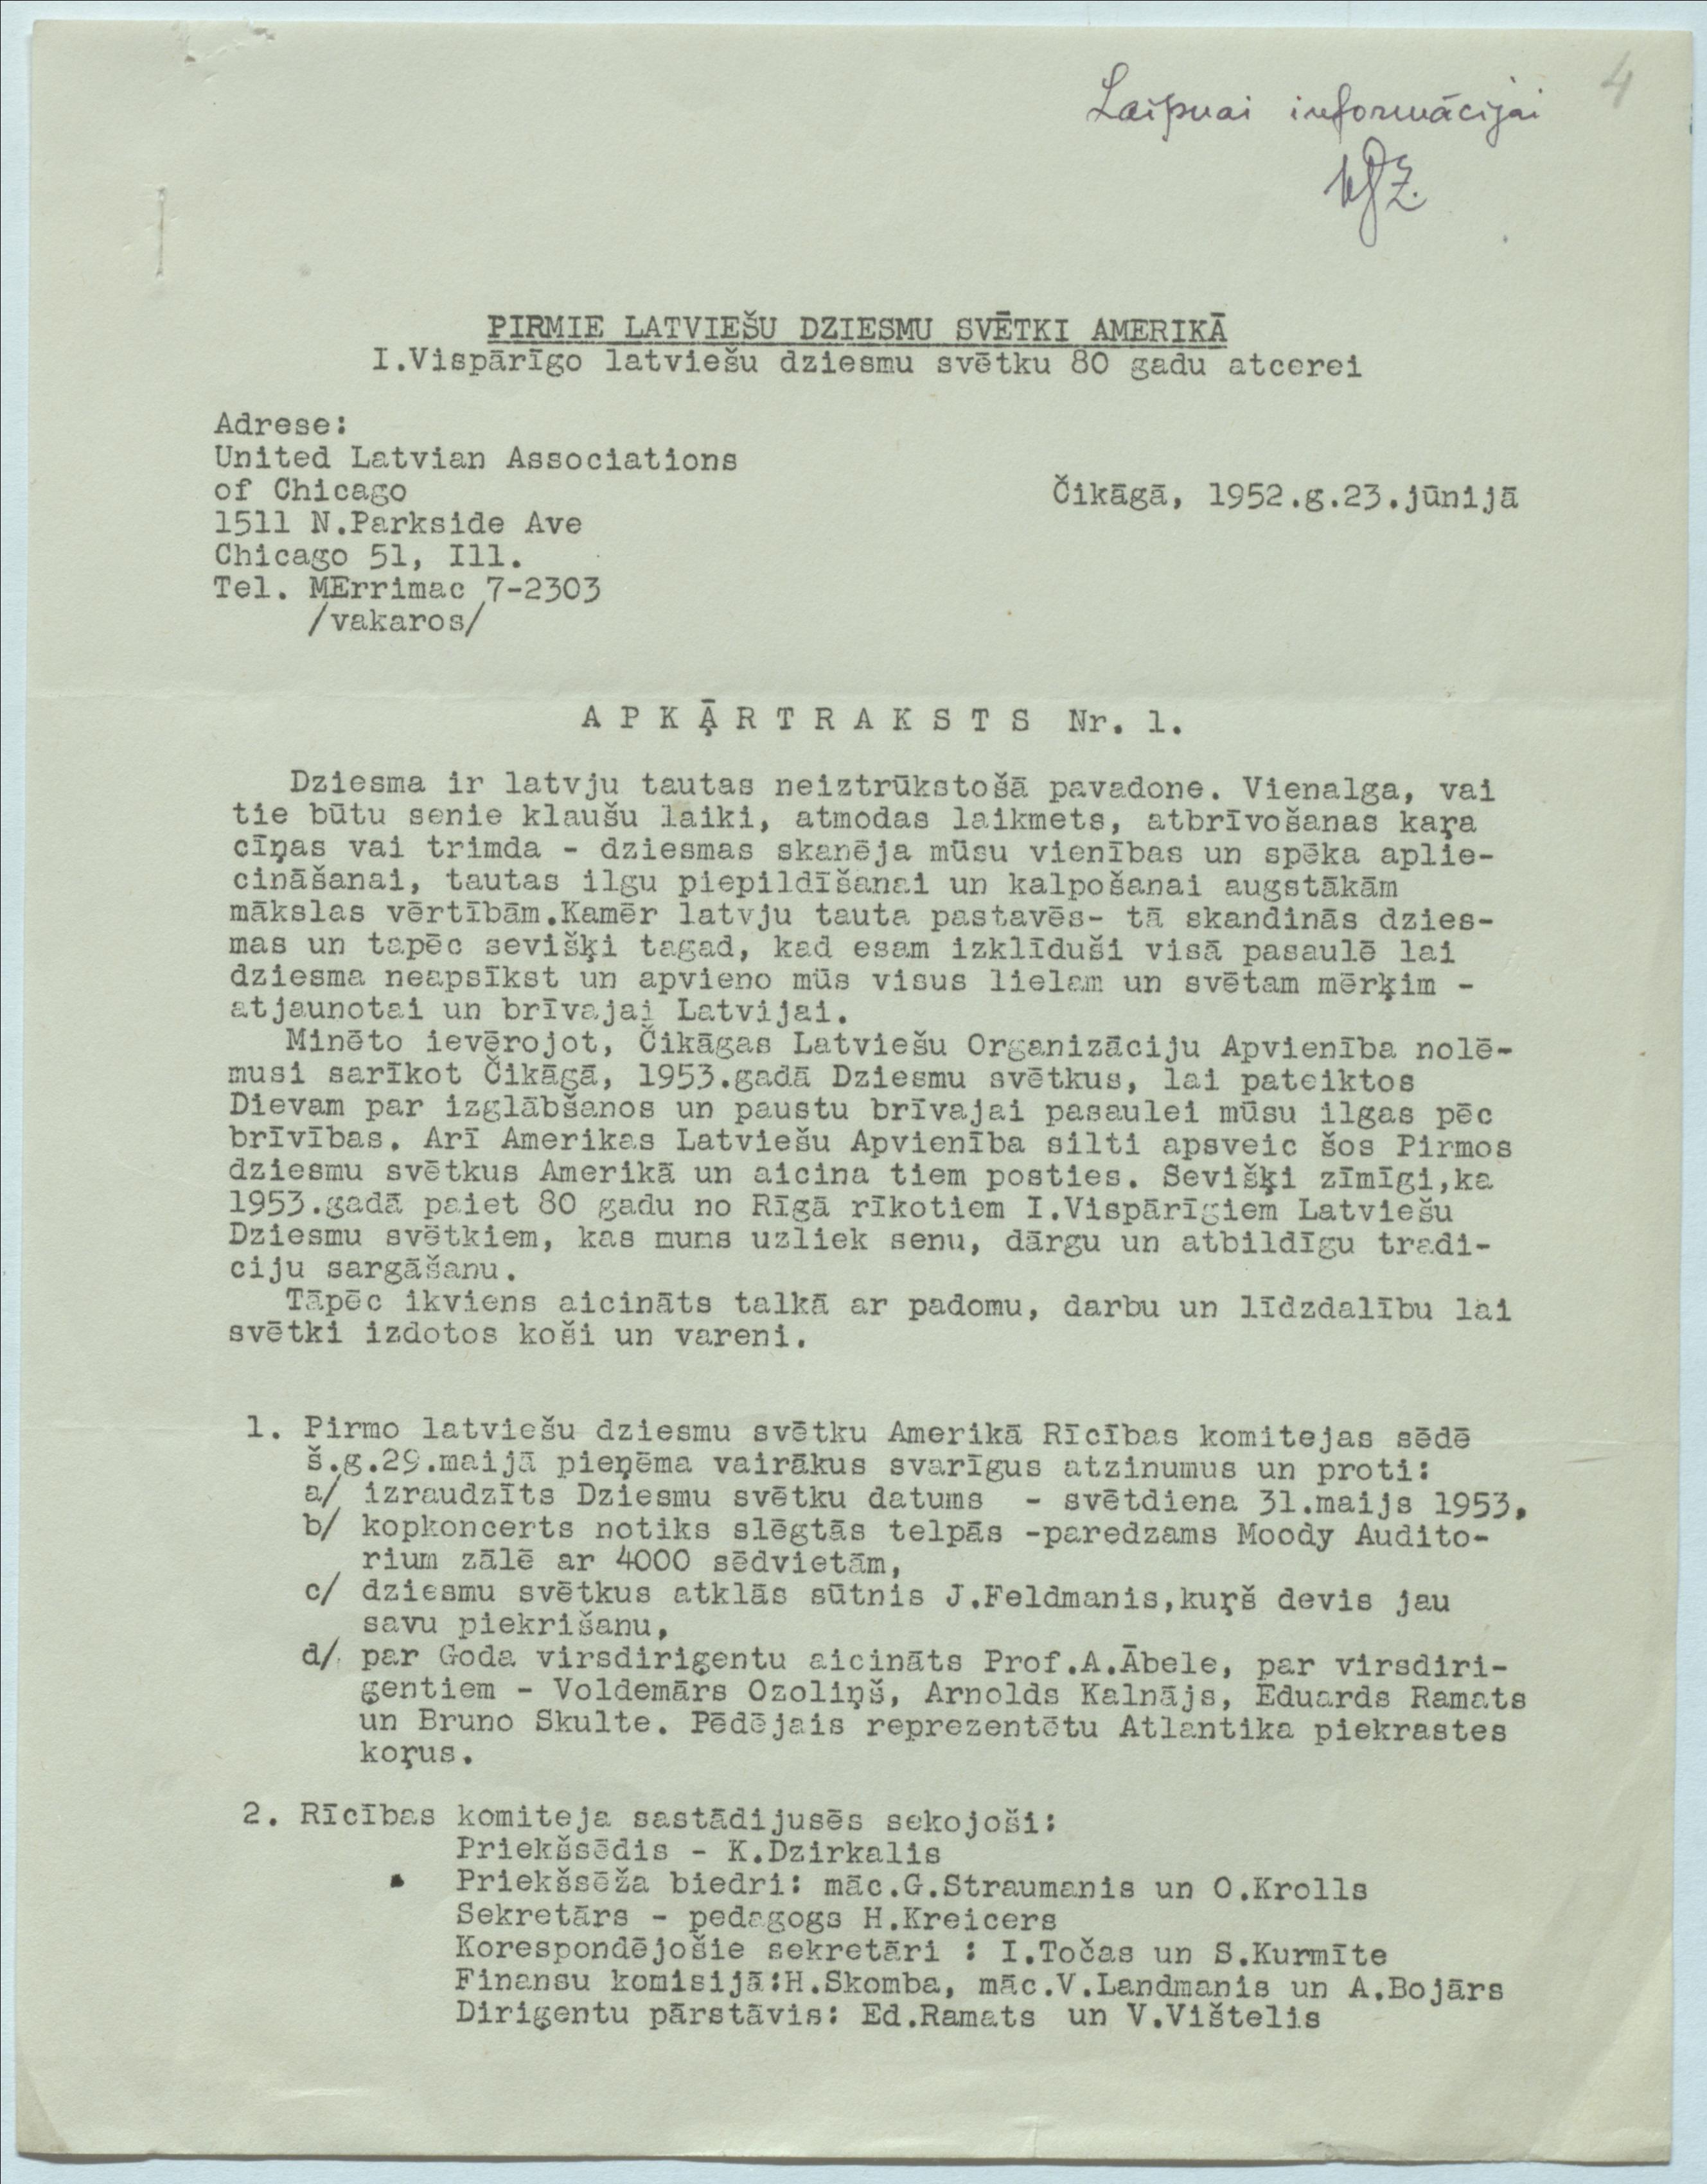 Laipnai informācijai
4
PIRMIE LATVIEŠU DZIESMU SVĒTKI AMERIKĀ
I.Vispārīgo latviešu dziesmu svētku 80 gadu atcerei
Adrese:
United Latvian Associations
of Chicago
Čikāgā, 1952.g.23.jūnijā
1511 N.Parkside Ave
Chicago 51, Ill.
Tel. MErrimac 7-2303
/vakaros/
A P K Ā R T R A K S T S Nr. 1.
Dziesma ir latvju tautas neiztrūkstošā pavadone. Vienalga, vai
tie būtu senie klaušu laiki, atmodas laikmets, atbrīvošanas kaŗa
cīņas vai trimda - dziesmas skanēja mūsu vienības un spēka aplie-
cināšanai, tautas ilgu piepildīšanai un kalpošanai augstākām
mākslas vērtībām.Kamēr latvju tauta pastavēs- tā skandinās dzies-
mas un tapēc sevišķi tagad, kad esam izklīduši visā pasaulē lai
dziesma neapsīkst un apvieno mūs visus lielam un svētam mērķim -
atjaunotai un brīvajai Latvijai.
Minēto ievērojot, Čikāgas Latviešu Organizāciju Apvienība nolē-
musi sarīkot Čikāgā, 1953.gadā Dziesmu svētkus, lai pateiktos
Dievam par izglābšanos un paustu brīvajai pasaulei mūsu ilgas pēc
brīvības. Arī Amerikas Latviešu Apvienība silti apsveic šos Pirmos
dziesmu svētkus Amerikā un aicina tiem posties. Sevišķi zīmīgi,ka
1953.gadā paiet 80 gadu no Rīgā rīkotiem I.Vispārīgiem Latviešu
Dziesmu svētkiem, kas mums uzliek senu, dārgu un atbildīgu tradi-
ciju sargāšanu.
Tāpēc ikviens aicināts talkā ar padomu, darbu un līdzdalību lai
svētki izdotos koši un vareni.
1. Pirmo latviešu dziesmu svētku Amerikā Rīcības komitejas sēdē
š.g.29.maijā pieņēma vairākus svarīgus atzinumus un proti:
a/ izraudzīts Dziesmu svētku datums - svētdiena 31.maijs 1953,
b/ kopkoncerts notiks slēgtās telpās -paredzams Moody Audito-
rium zālē ar 4000 sēdvietām,
c/ dziesmu svētkus atklās sūtnis J.Feldmanis,kuŗš devis jau
savu piekrišanu,
d/ par Goda virsdiriģentu aicināts Prof.A.Ābele, par virsdiri-
ģentiem - Voldemārs Ozoliņš, Arnolds Kalnājs, Eduards Ramats
un Bruno Skulte. Pēdējais reprezentētu Atlantika piekrastes
koŗus.
2. Rīcības komiteja sastādijusēs sekojoši:
Priekšsēdis - K.Dzirkalis
Priekšsēža biedri: māc.G.Straumanis un O.Krolls
Sekretārs - pedagogs H.Kreicers
Korespondējošie sekretāri : I.Točas un S.Kurmīte
Finansu komisijā:H.Skomba, māc.V.Landmanis un A.Bojārs
Diriģentu pārstāvis: Ed.Ramats un V.Vištelis